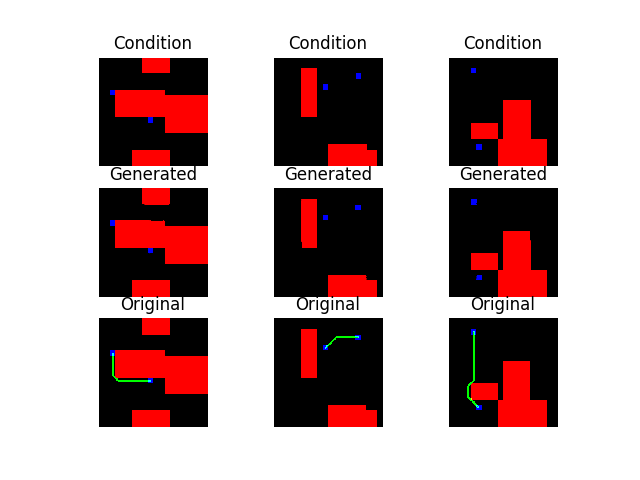 Condition Condition Condition
Generated Generated Generated
Original Original Original